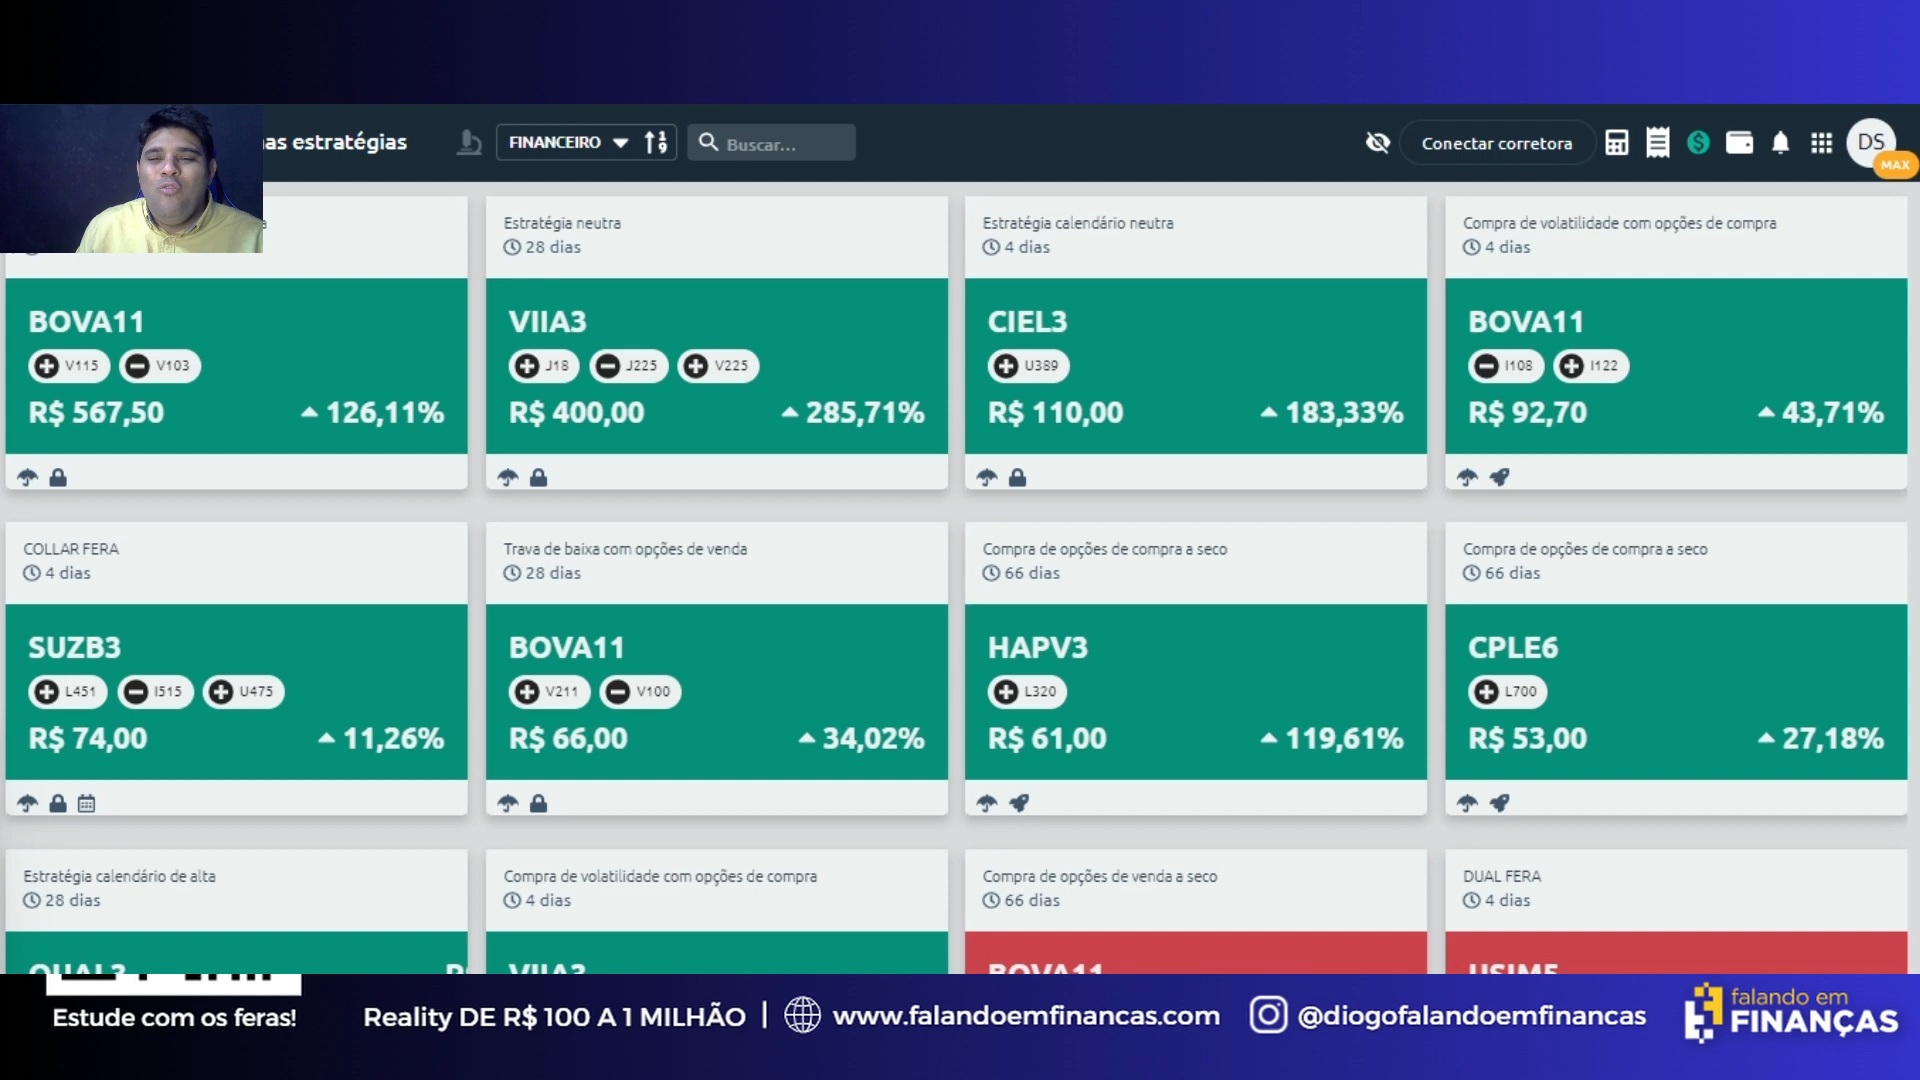 as estratégias
FINANCEIRO
Buscar...
Conectar corretora
DS
MAX
Estratégia neutra
28 dias
Estratégia calendário neutra
4 dias
Compra de volatilidade com opções de compra
4 dias
BOVA11
V115
V103
R$ 567,50
126,11%
VIIA3
J18
J225
V225
R$ 400,00
285,71%
CIEL3
U389
R$ 110,00
183,33%
BOVA11
I108
I122
R$ 92,70
43,71%
COLLAR FERA
4 dias
Trava de baixa com opções de venda
28 dias
Compra de opções de compra a seco
66 dias
Compra de opções de compra a seco
66 dias
SUZB3
L451
I515
U475
R$ 74,00
11,26%
BOVA11
V211
V100
R$ 66,00
34,02%
HAPV3
L320
R$ 61,00
119,61%
CPLE6
L700
R$ 53,00
27,18%
Estratégia calendário de alta
28 dias
Compra de volatilidade com opções de compra
4 dias
Compra de opções de venda a seco
66 dias
DUAL FERA
4 dias
QUAL3
VIIA3
BOVA11
USIM5
Estude com os feras!
Reality DE R$ 100 A 1 MILHÃO | www.falandoemfinancas.com
@diogofalandoemfinancas
falando em
FINANÇAS